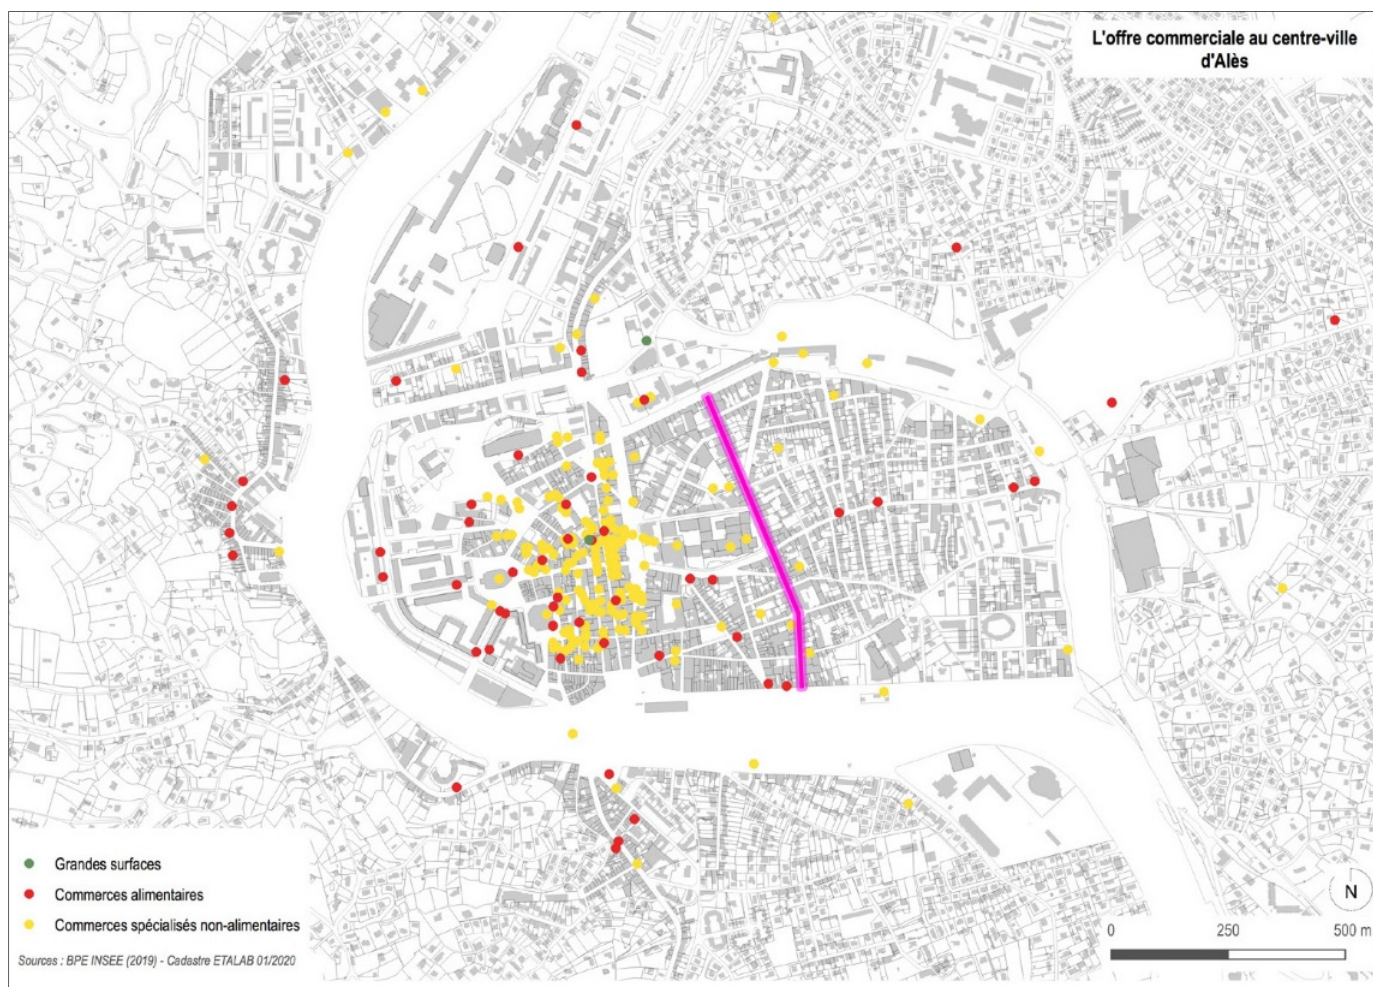 L'offre commerciale au centre-ville
d'Alès
Grandes surfaces
Commerces alimentaires
Commerces spécialisés non-alimentaires
Sources : BPE INSEE (2019) - Cadastre ETALAB 01/2020
N
0 250 500 m